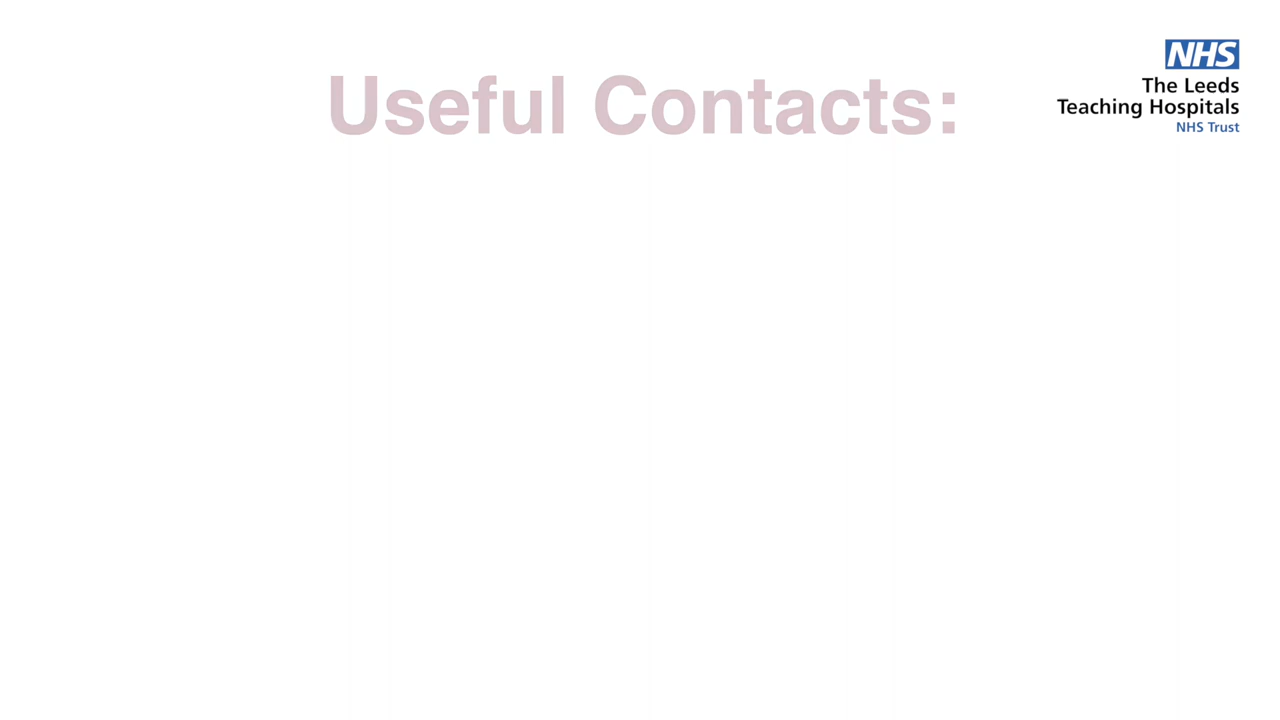 Useful Contacts:
NHS
The Leeds
Teaching Hospitals
NHS Trust